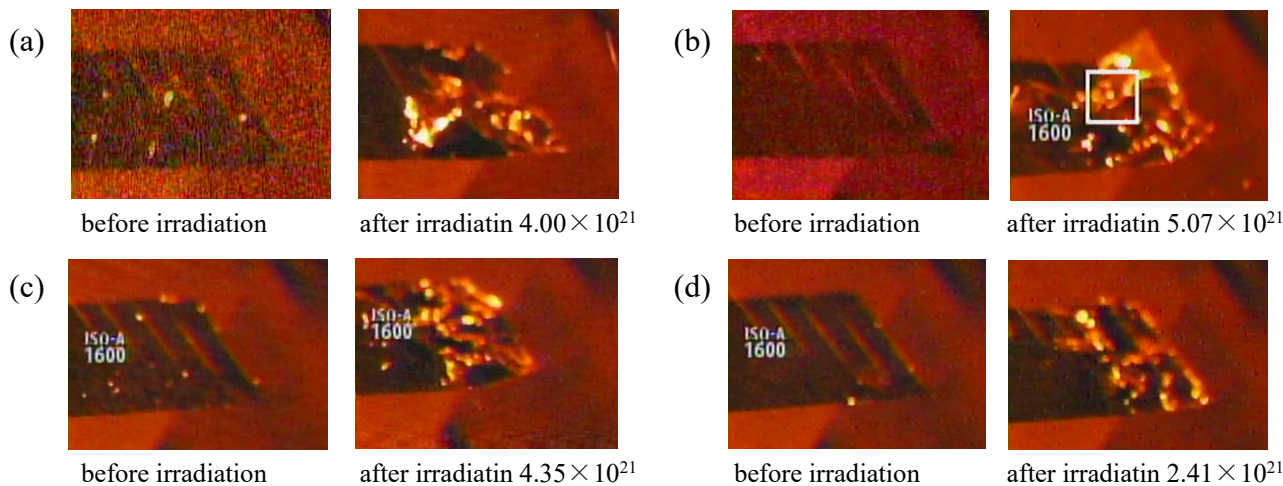 (a)
before irradiation
after irradiatin 4.00×10²¹
(b)
ISO-A
1600
before irradiation
after irradiatin 5.07×10²¹
(c)
ISO-A
1600
before irradiation
ISO-A
1600
after irradiatin 4.35×10²¹
(d)
ISO-A
1600
before irradiation
after irradiatin 2.41×10²¹